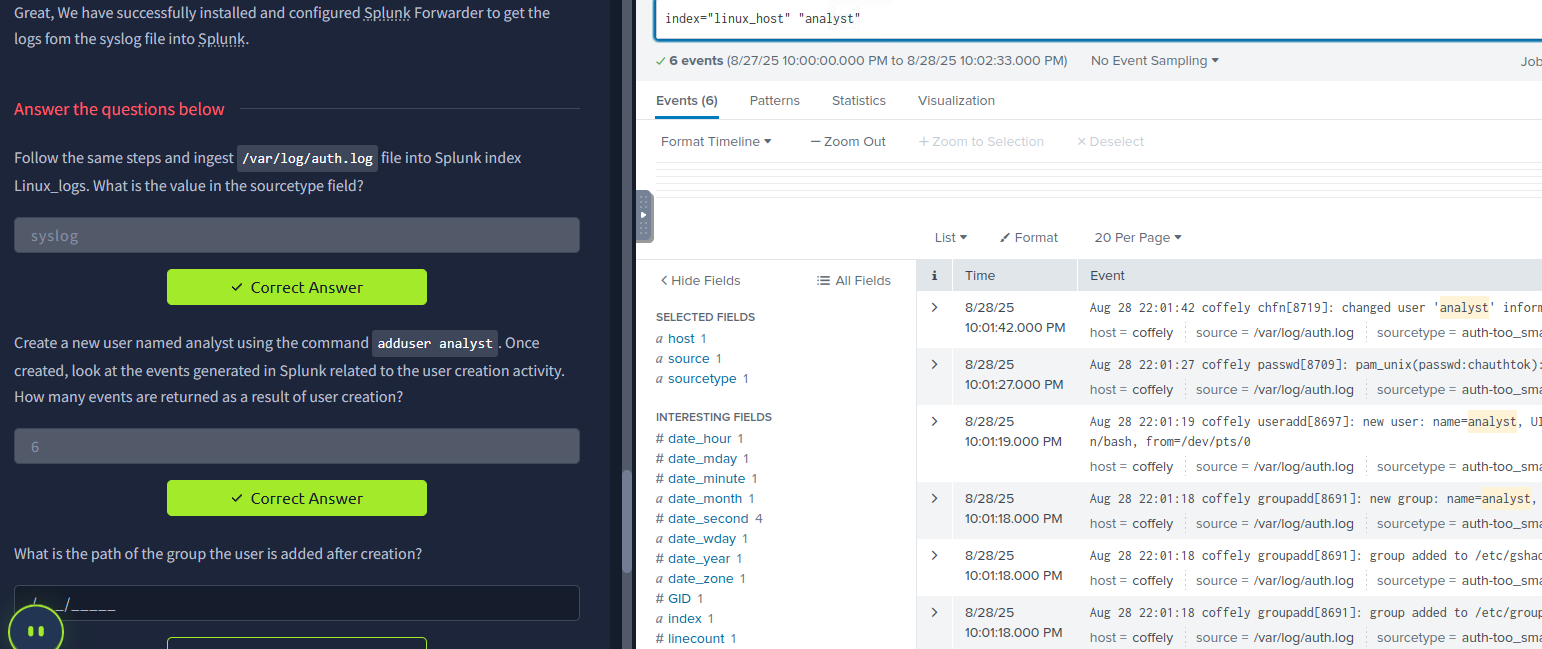 Great, We have successfully installed and configured Splunk Forwarder to get the
logs fom the syslog file into Splunk.
Answer the questions below
Follow the same steps and ingest /var/log/auth.log file into Splunk index
Linux_logs. What is the value in the sourcetype field?
syslog
✓ Correct Answer
Create a new user named analyst using the command adduser analyst. Once
created, look at the events generated in Splunk related to the user creation activity.
How many events are returned as a result of user creation?
6
✓ Correct Answer
What is the path of the group the user is added after creation?
index="linux_host" "analyst"
✓ 6 events (8/27/25 10:00:00.000 PM to 8/28/25 10:02:33.000 PM) No Event Sampling
Job
Events (6) Patterns Statistics Visualization
Format Timeline — Zoom Out + Zoom to Selection × Deselect
List Format 20 Per Page
< Hide Fields All Fields
SELECTED FIELDS
a host 1
a source 1
a sourcetype 1
INTERESTING FIELDS
# date_hour 1
# date_mday 1
# date_minute 1
a date_month 1
# date_second 4
a date_wday 1
# date_year 1
a date_zone 1
# GID 1
a index 1
# linecount 1
i Time Event
> 8/28/25 10:01:42.000 PM
Aug 28 22:01:42 coffely chfn[8719]: changed user 'analyst' inform
host = coffely source = /var/log/auth.log sourcetype = auth-too_sma
> 8/28/25 10:01:27.000 PM
Aug 28 22:01:27 coffely passwd[8709]: pam_unix(passwd:chauthtok):
host = coffely source = /var/log/auth.log sourcetype = auth-too_sma
> 8/28/25 10:01:19.000 PM
Aug 28 22:01:19 coffely useradd[8697]: new user: name=analyst, UI
n/bash, from=/dev/pts/0
host = coffely source = /var/log/auth.log sourcetype = auth-too_sma
> 8/28/25 10:01:18.000 PM
Aug 28 22:01:18 coffely groupadd[8691]: new group: name=analyst,
host = coffely source = /var/log/auth.log sourcetype = auth-too_sma
> 8/28/25 10:01:18.000 PM
Aug 28 22:01:18 coffely groupadd[8691]: group added to /etc/gshad
host = coffely source = /var/log/auth.log sourcetype = auth-too_sma
> 8/28/25 10:01:18.000 PM
Aug 28 22:01:18 coffely groupadd[8691]: group added to /etc/group
host = coffely source = /var/log/auth.log sourcetype = auth-too_sma